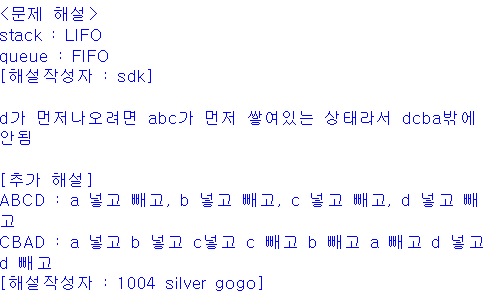 <문제 해설>
stack : LIFO
queue : FIFO
[해설작성자 : sdk]
d가 먼저나오려면 abc가 먼저 쌓여있는 상태라서 dcba밖에
안됨
[추가 해설]
ABCD : a 넣고 빼고, b 넣고 빼고, c 넣고 빼고, d 넣고 빼
고
CBAD : a 넣고 b 넣고 c넣고 c 빼고 b 빼고 a 빼고 d 넣고
d 빼고
[해설작성자 : 1004 silver gogo]